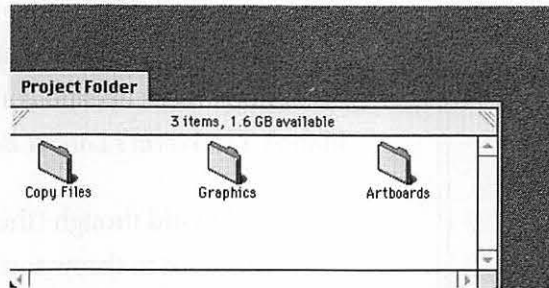 Project Folder
3 items, 1.6 GB available
Copy Files
Graphics
Artboards